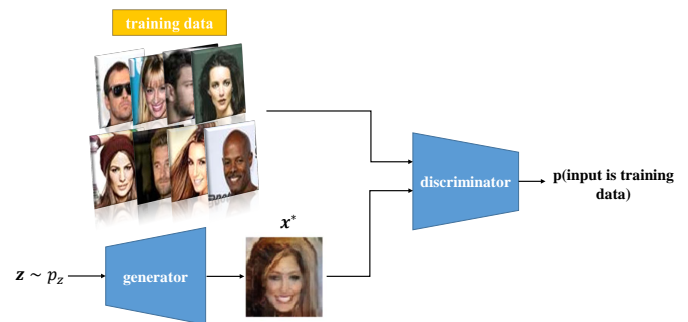 training data
discriminator
p(input is training
data)
x*
z ~ p_z
generator